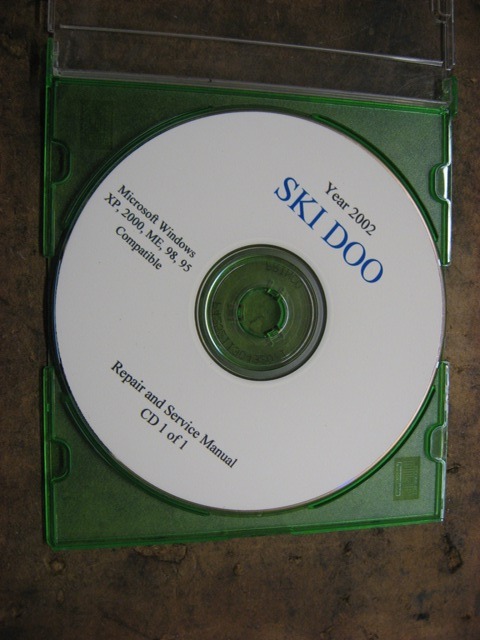 Year 2002
SKI DOO
Microsoft Windows
XP, 2000, ME, 98, 95
Compatible
Repair and Service Manual
CD 1 of 1